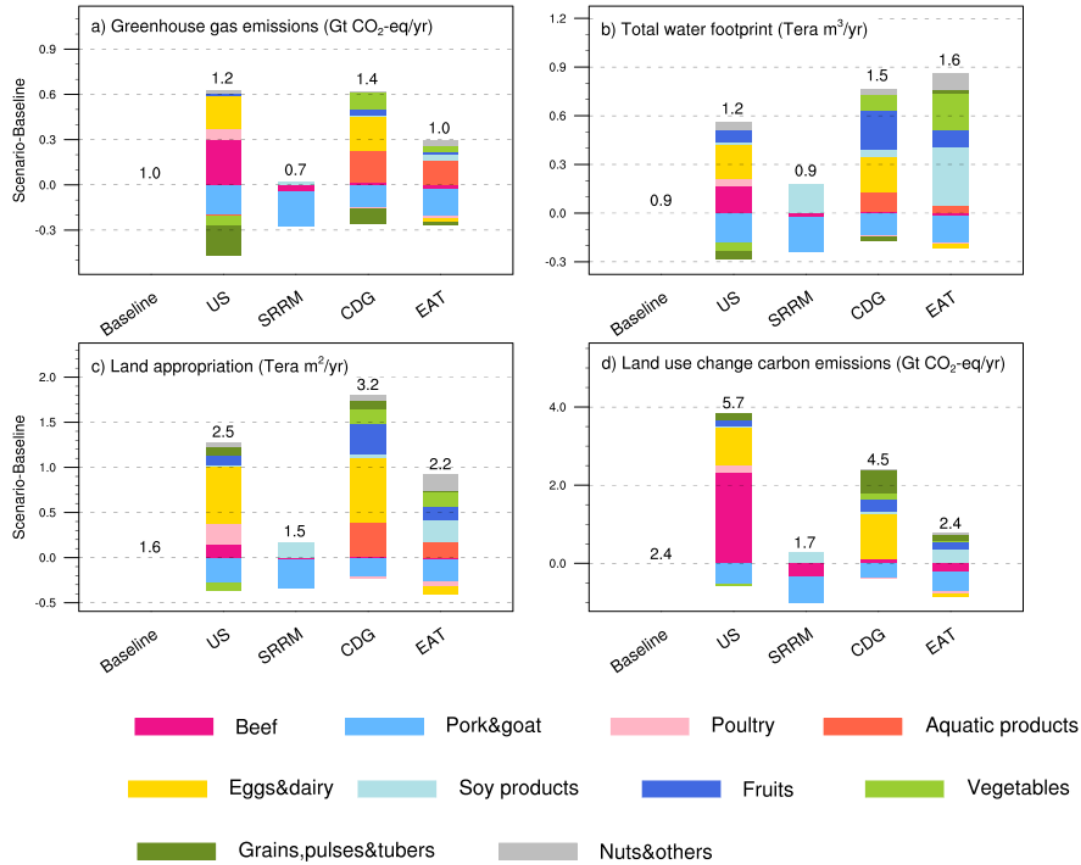 a) Greenhouse gas emissions (Gt CO₂-eq/yr)
Scenario-Baseline
0.9
0.6
0.3
0.0
-0.3
1.0
1.2
0.7
1.4
1.0
Baseline
US
SRRM
CDG
EAT
b) Total water footprint (Tera m³/yr)
1.2
0.9
0.6
0.3
0.0
-0.3
0.9
1.2
0.9
1.5
1.6
Baseline
US
SRRM
CDG
EAT
c) Land appropriation (Tera m²/yr)
Scenario-Baseline
2.0
1.5
1.0
0.5
0.0
-0.5
1.6
2.5
1.5
3.2
2.2
Baseline
US
SRRM
CDG
EAT
d) Land use change carbon emissions (Gt CO₂-eq/yr)
4.0
2.0
0.0
2.4
5.7
1.7
4.5
2.4
Baseline
US
SRRM
CDG
EAT
Beef
Pork&goat
Poultry
Aquatic products
Eggs&dairy
Soy products
Fruits
Vegetables
Grains,pulses&tubers
Nuts&others